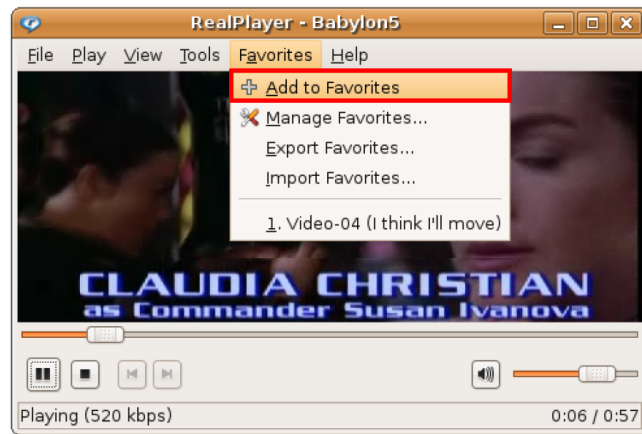 RealPlayer - Babylon5
File Play View Tools Favorites Help
Add to Favorites
Manage Favorites...
Export Favorites...
Import Favorites...
1. Video-04 (I think I'll move)
CLAUDIA CHRISTIAN
as Commander Susan Ivanova
Playing (520 kbps) 0:06 / 0:57